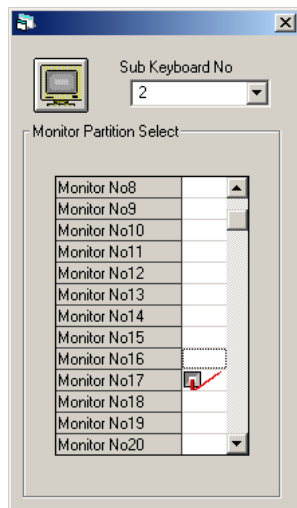 Sub Keyboard No
2
Monitor Partition Select
Monitor No8
Monitor No9
Monitor No10
Monitor No11
Monitor No12
Monitor No13
Monitor No14
Monitor No15
Monitor No16
Monitor No17
Monitor No18
Monitor No19
Monitor No20